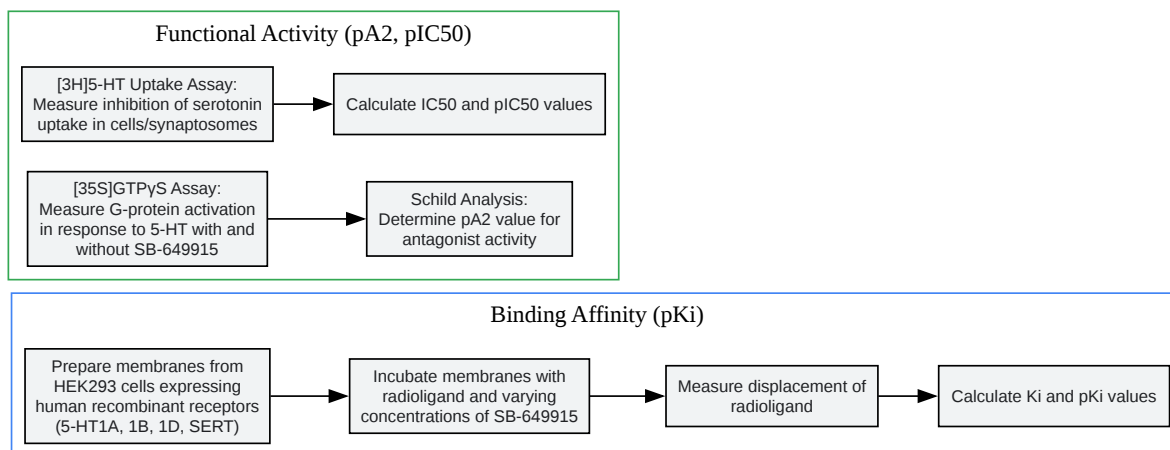 Functional Activity (pA2, pIC50)
[3H]5-HT Uptake Assay:
Measure inhibition of serotonin
uptake in cells/synaptosomes
Calculate IC50 and pIC50 values
[35S]GTPγS Assay:
Measure G-protein activation
in response to 5-HT with and
without SB-649915
Schild Analysis:
Determine pA2 value for
antagonist activity
Binding Affinity (pKi)
Prepare membranes from
HEK293 cells expressing
human recombinant receptors
(5-HT1A, 1B, 1D, SERT)
Incubate membranes with
radioligand and varying
concentrations of SB-649915
Measure displacement of
radioligand
Calculate Ki and pKi values